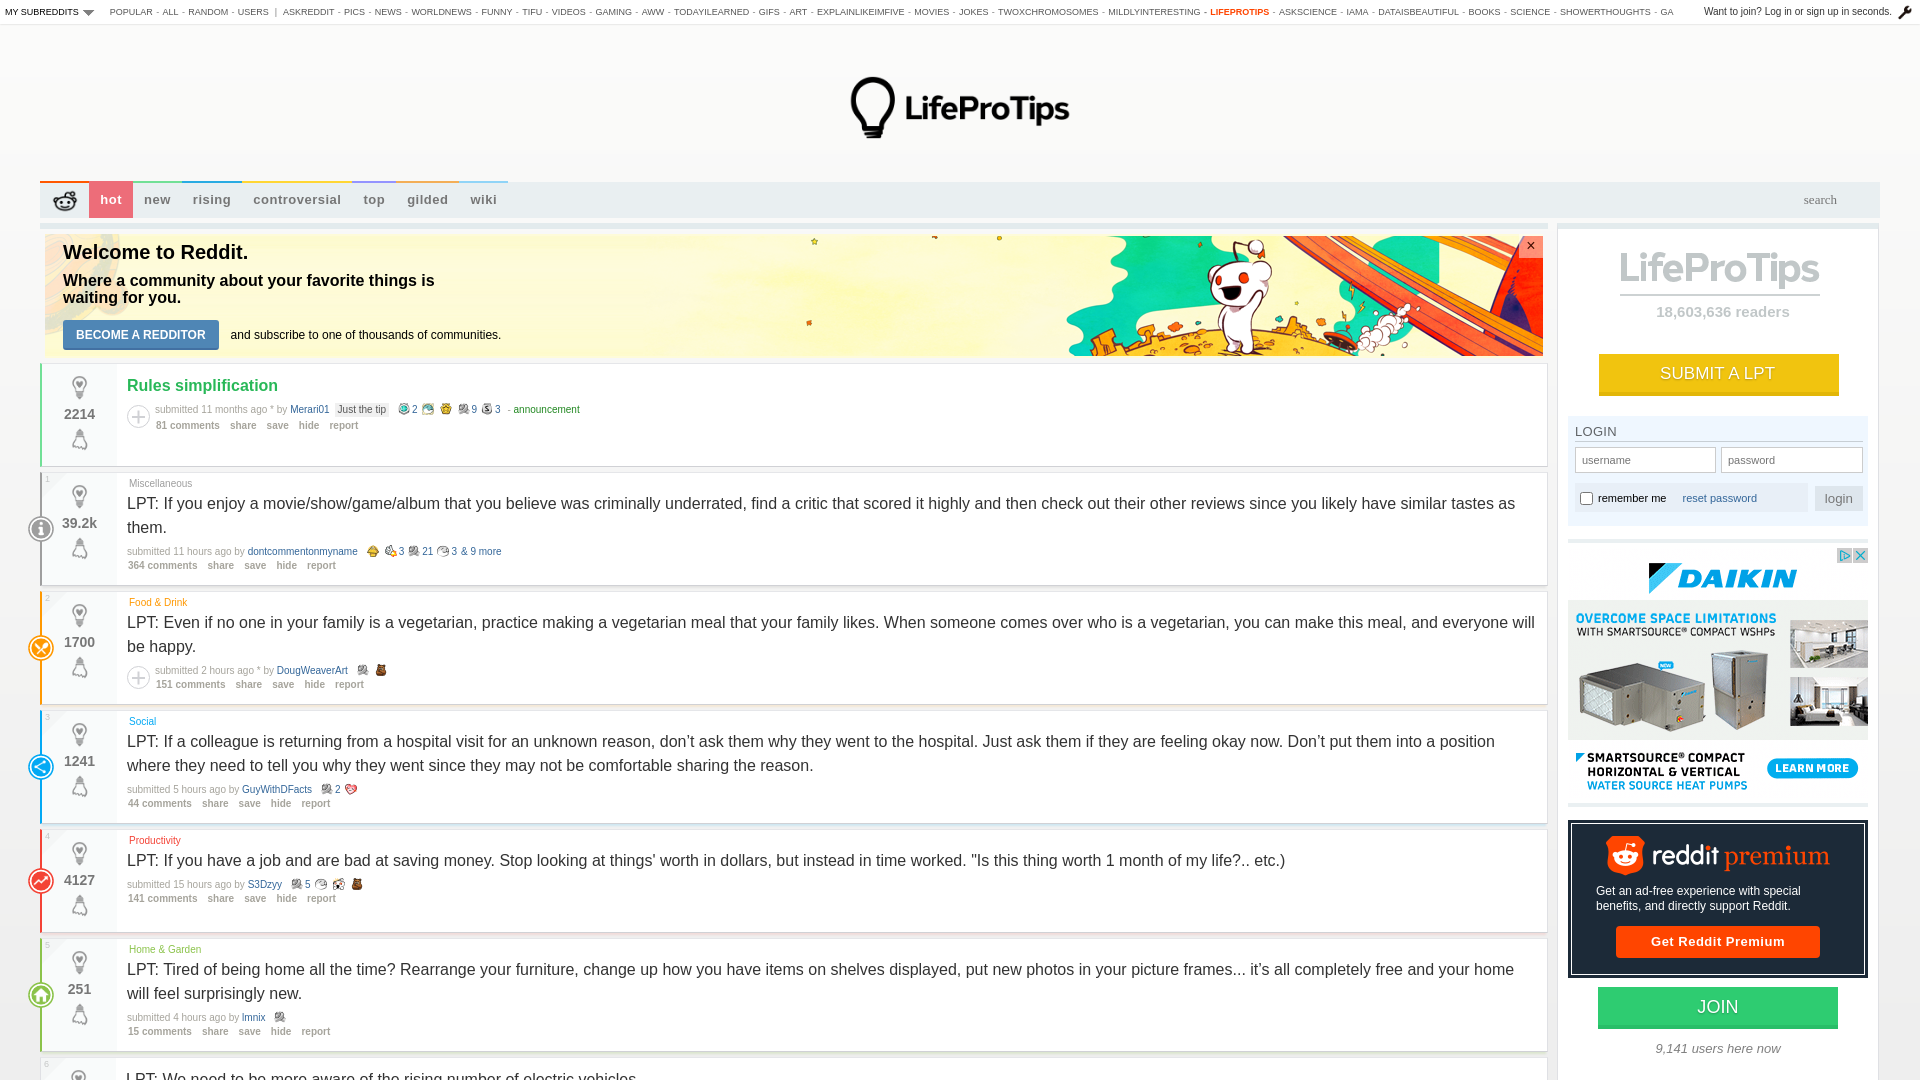 MY SUBREDDITS POPULAR - ALL - RANDOM - USERS | ASKREDDIT - PICS - NEWS - WORLDNEWS - FUNNY - TIFU - VIDEOS - GAMING - AWW - TODAYILEARNED - GIFS - ART - EXPLAINLIKEIMFIVE - MOVIES - JOKES - TWOXCHROMOSOMES - MILDLYINTERESTING - LIFEPROTIPS - ASKSCIENCE - IAMA - DATAISBEAUTIFUL - BOOKS - SCIENCE - SHOWERTHOUGHTS - GA
Want to join? Log in or sign up in seconds.
LifeProTips
hot new rising controversial top gilded wiki
search
Welcome to Reddit.
Where a community about your favorite things is
waiting for you.
BECOME A REDDITOR and subscribe to one of thousands of communities.
×
2214
Rules simplification
submitted 11 months ago * by Merari01 Just the tip 2 9 3 - announcement
81 comments share save hide report
1
39.2k
Miscellaneous
LPT: If you enjoy a movie/show/game/album that you believe was criminally underrated, find a critic that scored it highly and then check out their other reviews since you likely have similar tastes as
them.
submitted 11 hours ago by dontcommentonmyname 3 21 3 & 9 more
364 comments share save hide report
2
1700
Food & Drink
LPT: Even if no one in your family is a vegetarian, practice making a vegetarian meal that your family likes. When someone comes over who is a vegetarian, you can make this meal, and everyone will
be happy.
submitted 2 hours ago * by DougWeaverArt
151 comments share save hide report
3
1241
Social
LPT: If a colleague is returning from a hospital visit for an unknown reason, don’t ask them why they went to the hospital. Just ask them if they are feeling okay now. Don’t put them into a position
where they need to tell you why they went since they may not be comfortable sharing the reason.
submitted 5 hours ago by GuyWithDFacts 2
44 comments share save hide report
4
4127
Productivity
LPT: If you have a job and are bad at saving money. Stop looking at things' worth in dollars, but instead in time worked. "Is this thing worth 1 month of my life?.. etc.)
submitted 15 hours ago by S3Dzyy 5
141 comments share save hide report
5
251
Home & Garden
LPT: Tired of being home all the time? Rearrange your furniture, change up how you have items on shelves displayed, put new photos in your picture frames... it’s all completely free and your home
will feel surprisingly new.
submitted 4 hours ago by lmnix
15 comments share save hide report
6
LPT: We need to be more aware of the rising number of electric vehicles
LifeProTips
18,603,636 readers
SUBMIT A LPT
LOGIN
username password
remember me reset password login
DAIKIN
OVERCOME SPACE LIMITATIONS
WITH SMARTSOURCE® COMPACT WSHPs
NEW
SMARTSOURCE® COMPACT
HORIZONTAL & VERTICAL
WATER SOURCE HEAT PUMPS
LEARN MORE
reddit premium
Get an ad-free experience with special
benefits, and directly support Reddit.
Get Reddit Premium
JOIN
9,141 users here now